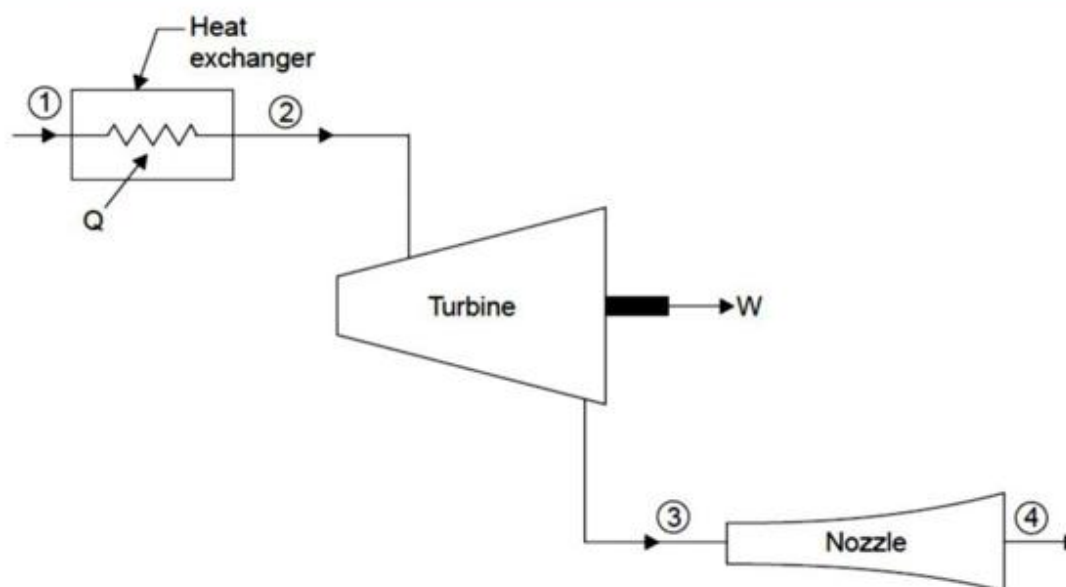 Heat
exchanger
①
②
Q
Turbine
W
③
Nozzle
④